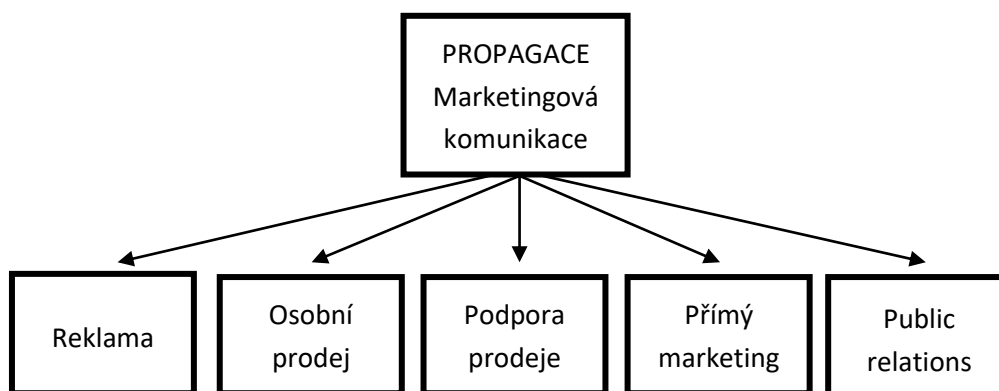 PROPAGACE
Marketingová
komunikace
Reklama
Osobní
prodej
Podpora
prodeje
Přímý
marketing
Public
relations